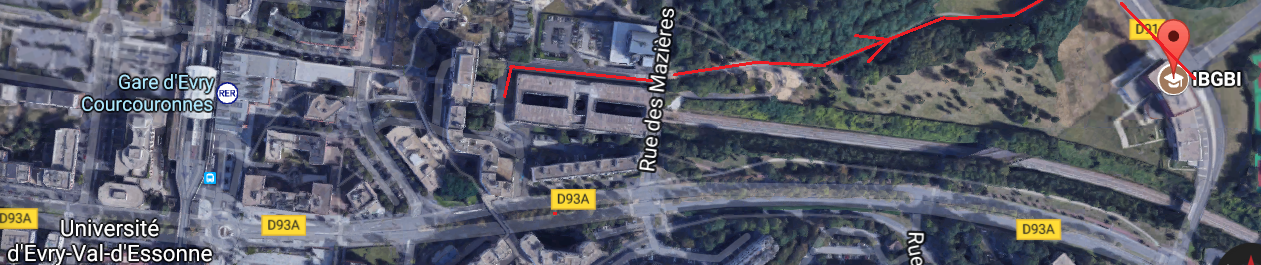 Gare d'Evry
Courcouronnes
RER
Rue des Mazières
D91
IBGBI
D93A
D93A
D93A
D93A
Université
d'Evry-Val-d'Essonne
Rue